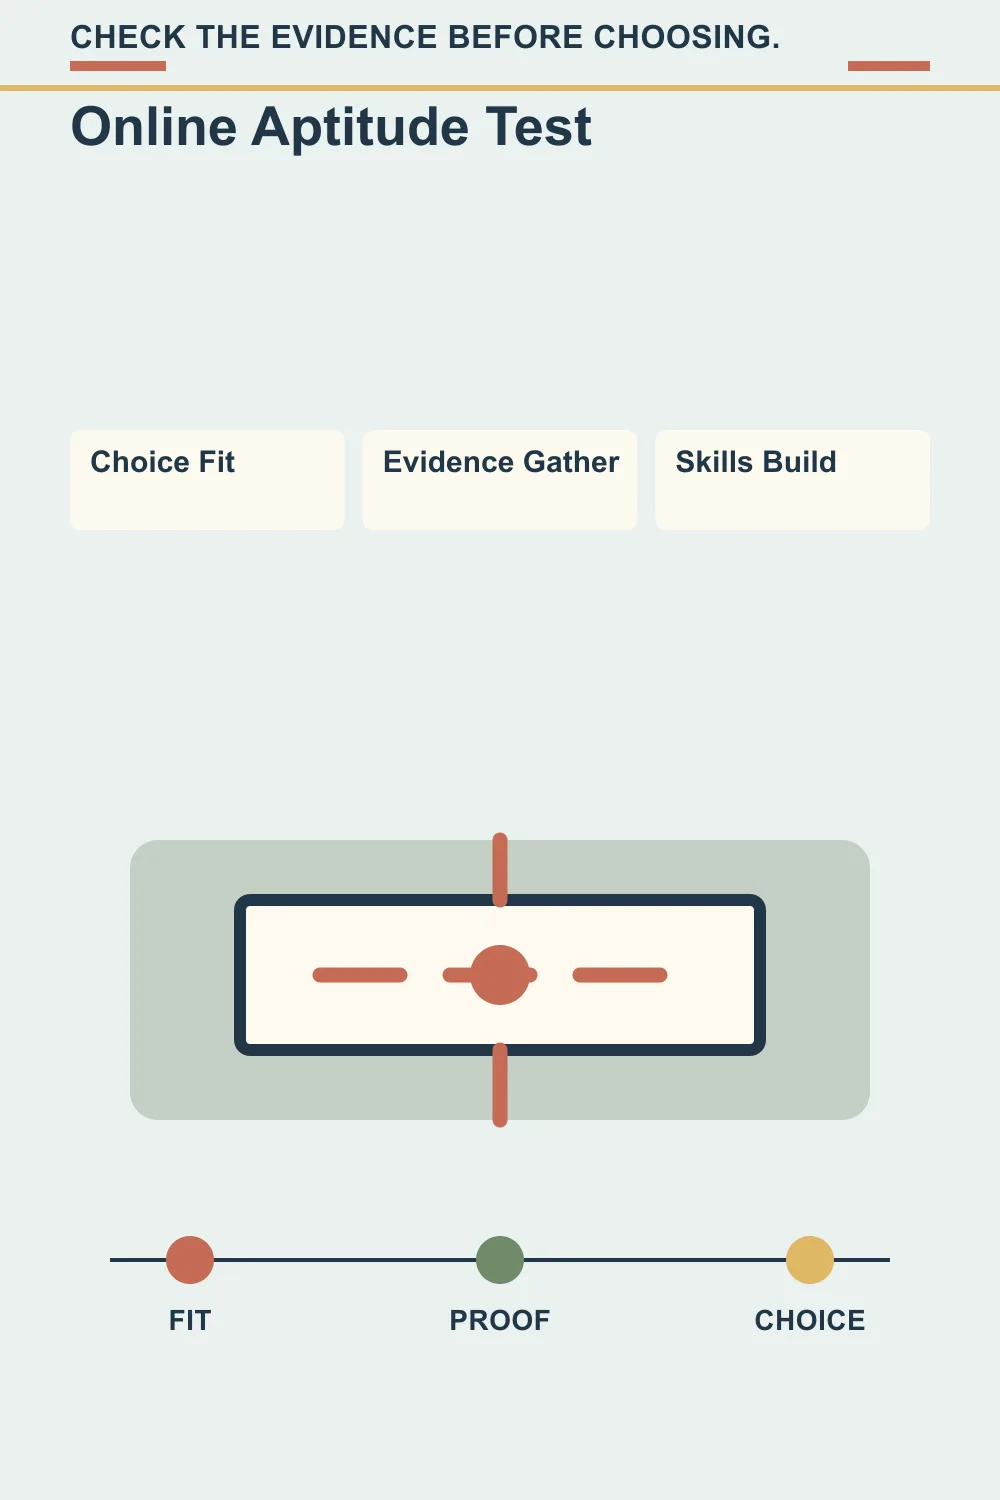 CHECK THE EVIDENCE BEFORE CHOOSING.
Online Aptitude Test
Choice Fit
Evidence Gather
Skills Build
FIT
PROOF
CHOICE